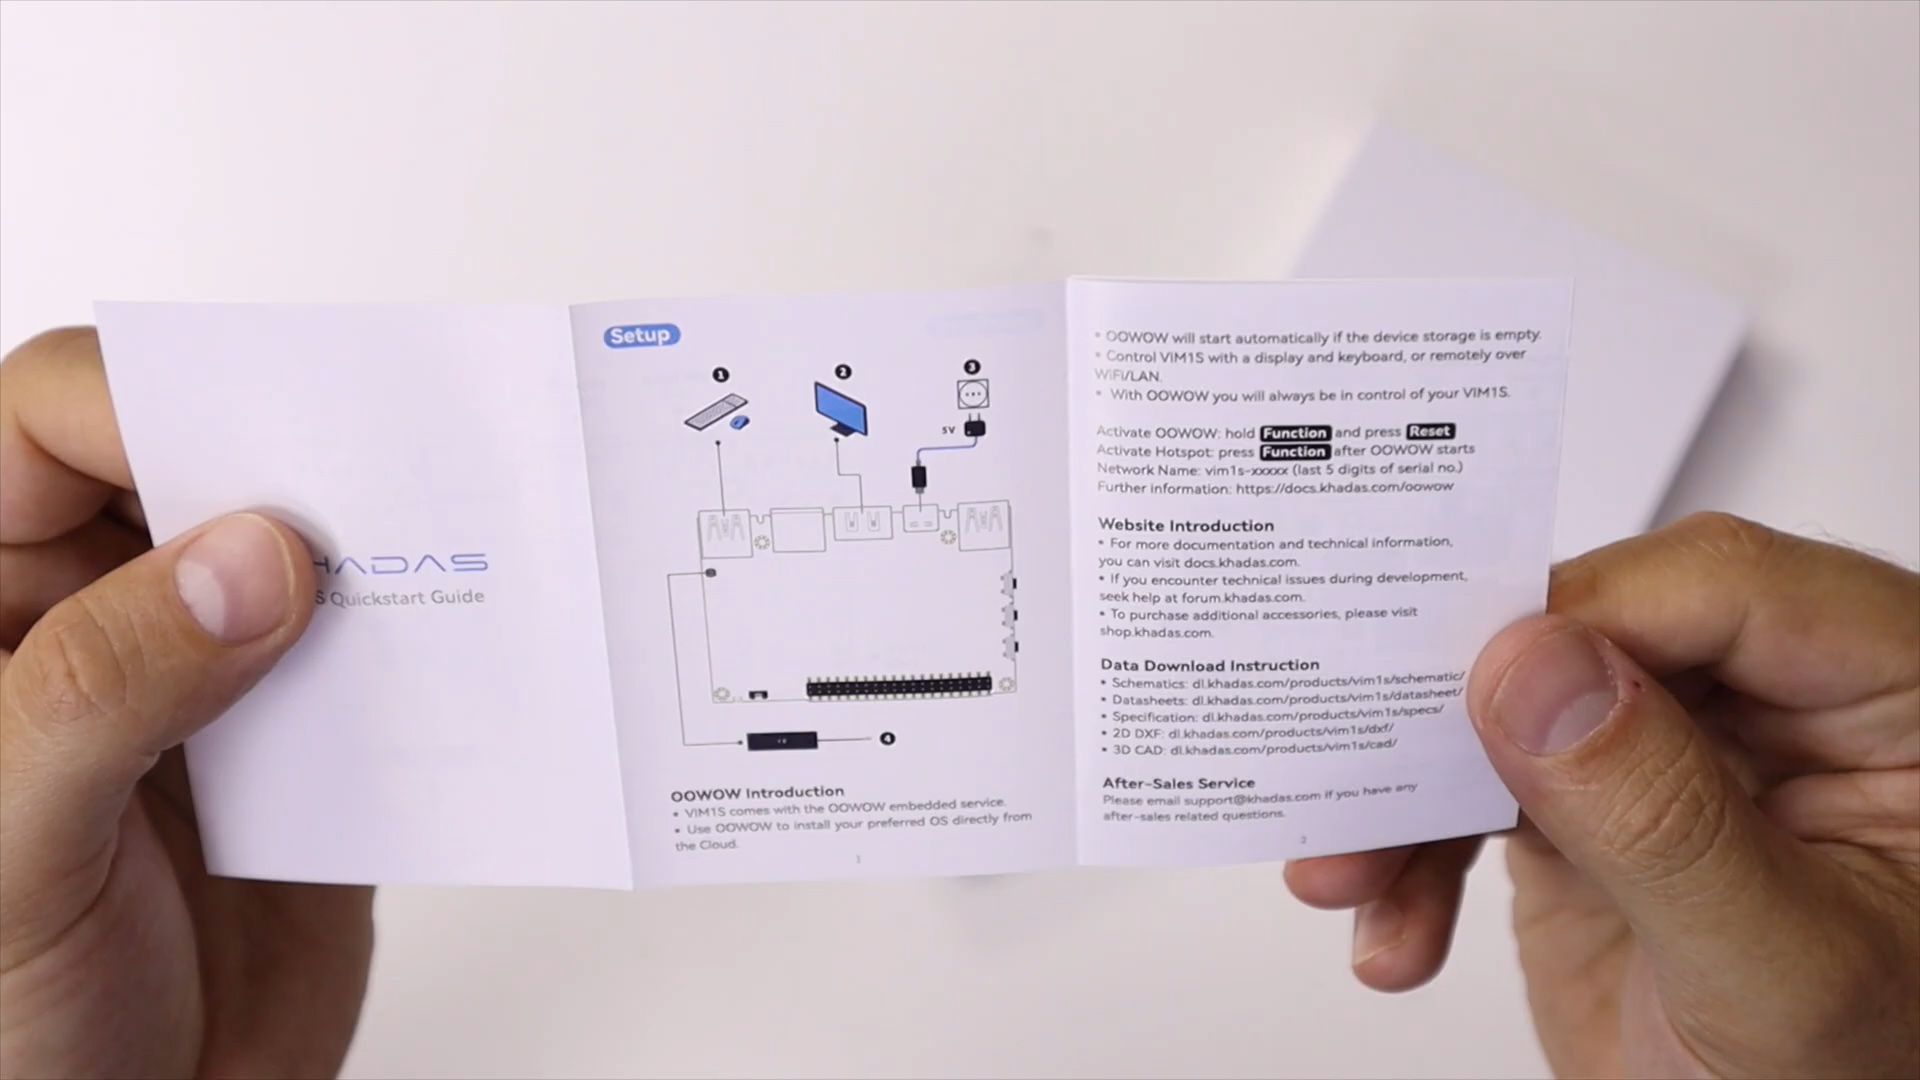 HADAS
S Quickstart Guide
Setup
1
2
3
5V
4
OOWOW Introduction
• VIM1S comes with the OOWOW embedded service.
• Use OOWOW to install your preferred OS directly from
the Cloud.
1
• OOWOW will start automatically if the device storage is empty.
• Control VIM1S with a display and keyboard, or remotely over
WiFi/LAN.
• With OOWOW you will always be in control of your VIM1S.
Activate OOWOW: hold Function and press Reset
Activate Hotspot: press Function after OOWOW starts
Network Name: vim1s-xxxxx (last 5 digits of serial no.)
Further information: https://docs.khadas.com/oowow
Website Introduction
• For more documentation and technical information,
you can visit docs.khadas.com.
• If you encounter technical issues during development,
seek help at forum.khadas.com.
• To purchase additional accessories, please visit
shop.khadas.com.
Data Download Instruction
• Schematics: dl.khadas.com/products/vim1s/schematic/
• Datasheets: dl.khadas.com/products/vim1s/datasheet/
• Specification: dl.khadas.com/products/vim1s/specs/
• 2D DXF: dl.khadas.com/products/vim1s/dxf/
• 3D CAD: dl.khadas.com/products/vim1s/cad/
After-Sales Service
Please email support@khadas.com if you have any
after-sales related questions.
2